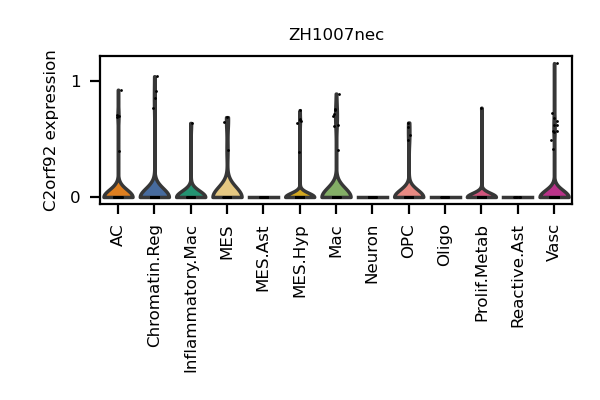 ZH1007nec
C2orf92 expression
1
0
AC
Chromatin.Reg
Inflammatory.Mac
MES
MES.Ast
MES.Hyp
Mac
Neuron
OPC
Oligo
Prolif.Metab
Reactive.Ast
Vasc